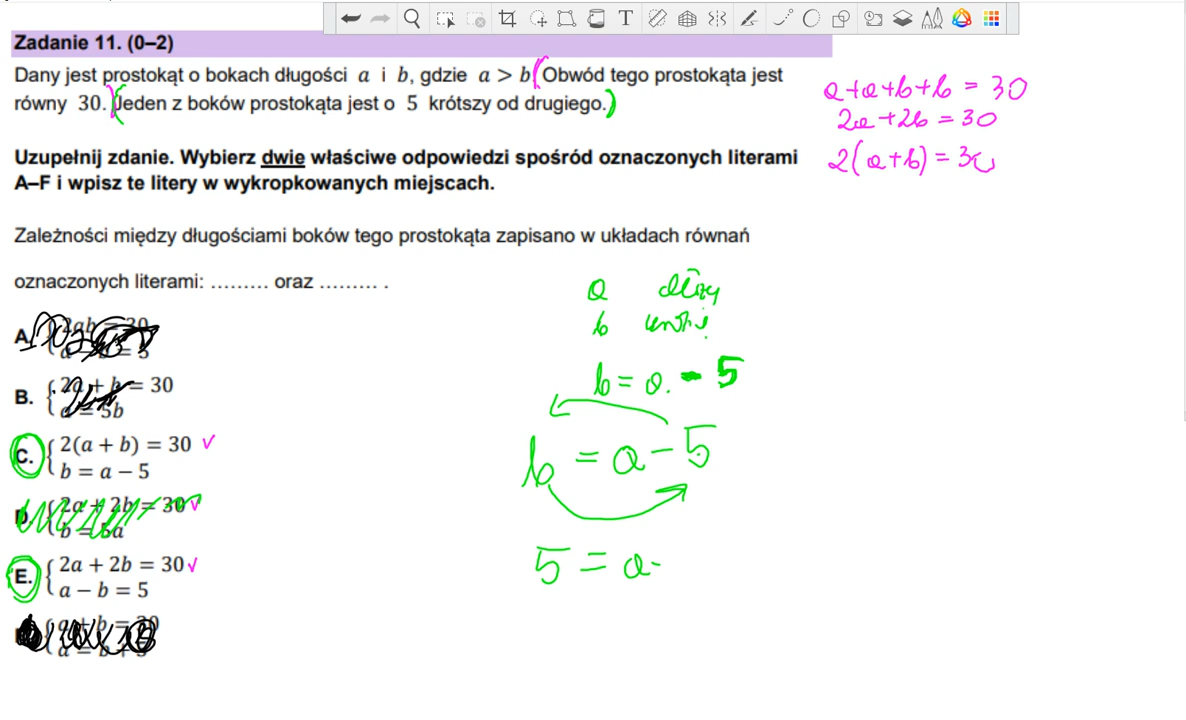 Zadanie 11. (0–2)
Dany jest prostokąt o bokach długości a i b, gdzie a > b. Obwód tego prostokąta jest
równy 30. Jeden z boków prostokąta jest o 5 krótszy od drugiego.
a+a+b+b = 30
2a+2b = 30
2(a+b) = 30
Uzupełnij zdanie. Wybierz dwie właściwe odpowiedzi spośród oznaczonych literami
A–F i wpisz te litery w wykropkowanych miejscach.
Zależności między długościami boków tego prostokąta zapisano w układach równań
oznaczonych literami: ......... oraz ......... .
A. 2ab = 30
B. 2a + b = 30
a = 5b
C. 2(a + b) = 30 ✓
b = a − 5
D. 2a + 2b = 30 ✓
b = 5a
E. 2a + 2b = 30 ✓
a − b = 5
a
b
b = a - 5
b = a - 5
5 = a-